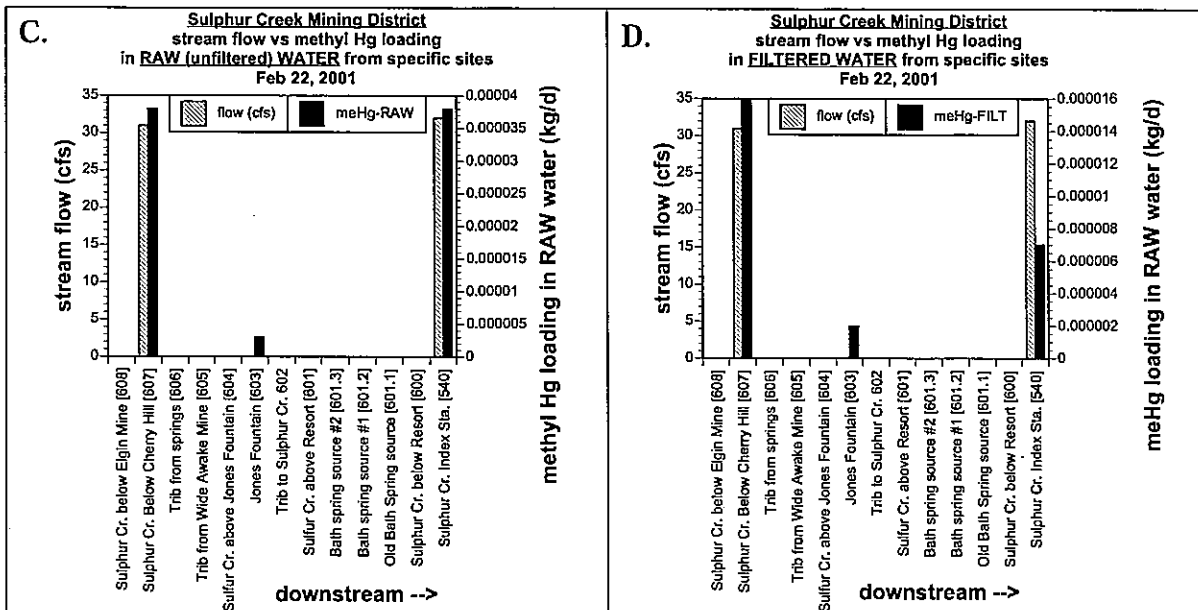 C.
Sulphur Creek Mining District
stream flow vs methyl Hg loading
in RAW (unfiltered) WATER from specific sites
Feb 22, 2001
flow (cfs)
meHg-RAW
35
30
25
20
15
10
5
0
stream flow (cfs)
0.000004
0.0000035
0.000003
0.0000025
0.000002
0.0000015
0.000001
0.0000005
0
methyl Hg loading in RAW water (kg/d)
Sulphur Cr. below Elgin Mine [608]
Sulphur Cr. Below Cherry Hill [607]
Trib from springs [606]
Trib from Wide Awake Mine [605]
Sulfur Cr. above Jones Fountain [604]
Jones Fountain [603]
Trib to Sulphur Cr. 602
Sulfur Cr. above Resort [601]
Bath spring source #2 [601.3]
Bath spring source #1 [601.2]
Old Bath Spring source [601.1]
Sulphur Cr. below Resort [600]
Sulphur Cr. Index Sta. [540]
downstream -->
D.
Sulphur Creek Mining District
stream flow vs methyl Hg loading
in FILTERED WATER from specific sites
Feb 22, 2001
flow (cfs)
meHg-FILT
35
30
25
20
15
10
5
0
stream flow (cfs)
0.000016
0.000014
0.000012
0.00001
0.000008
0.000006
0.000004
0.000002
0
meHg loading in RAW water (kg/d)
Sulphur Cr. below Elgin Mine [608]
Sulphur Cr. Below Cherry Hill [607]
Trib from springs [606]
Trib from Wide Awake Mine [605]
Sulfur Cr. above Jones Fountain [604]
Jones Fountain [603]
Trib to Sulphur Cr. 602
Sulfur Cr. above Resort [601]
Bath spring source #2 [601.3]
Bath spring source #1 [601.2]
Old Bath Spring source [601.1]
Sulphur Cr. below Resort [600]
Sulphur Cr. Index Sta. [540]
downstream -->